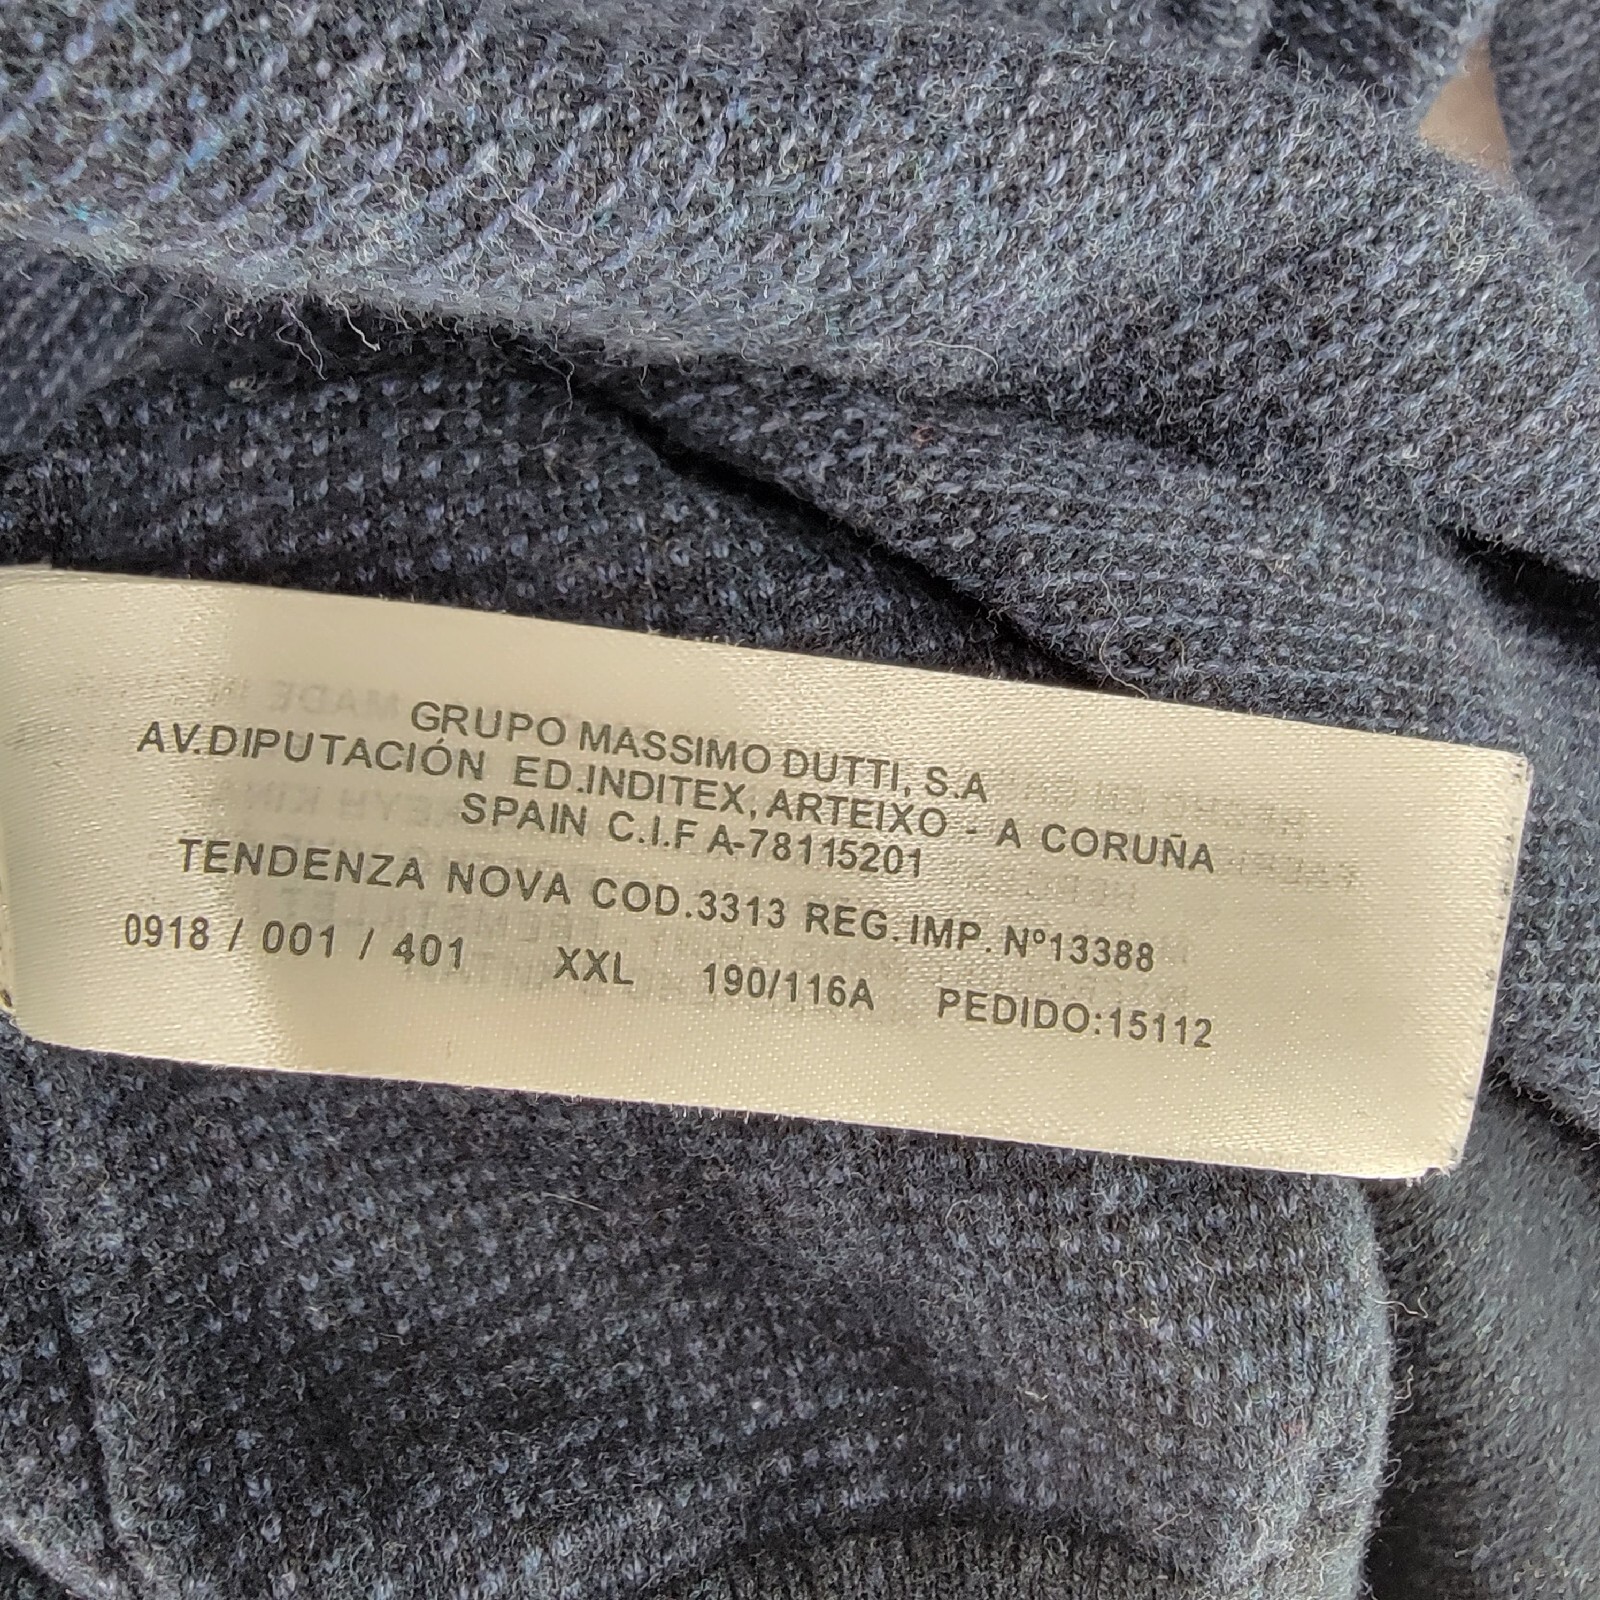 GRUPO MASSIMO DUTTI, S.A
AV.DIPUTACIÓN ED.INDITEX, ARTEIXO - A CORUÑA
SPAIN C.I.F A-78115201
TENDENZA NOVA COD.3313 REG.IMP. Nº13388
0918 / 001 / 401 XXL 190/116A PEDIDO:15112